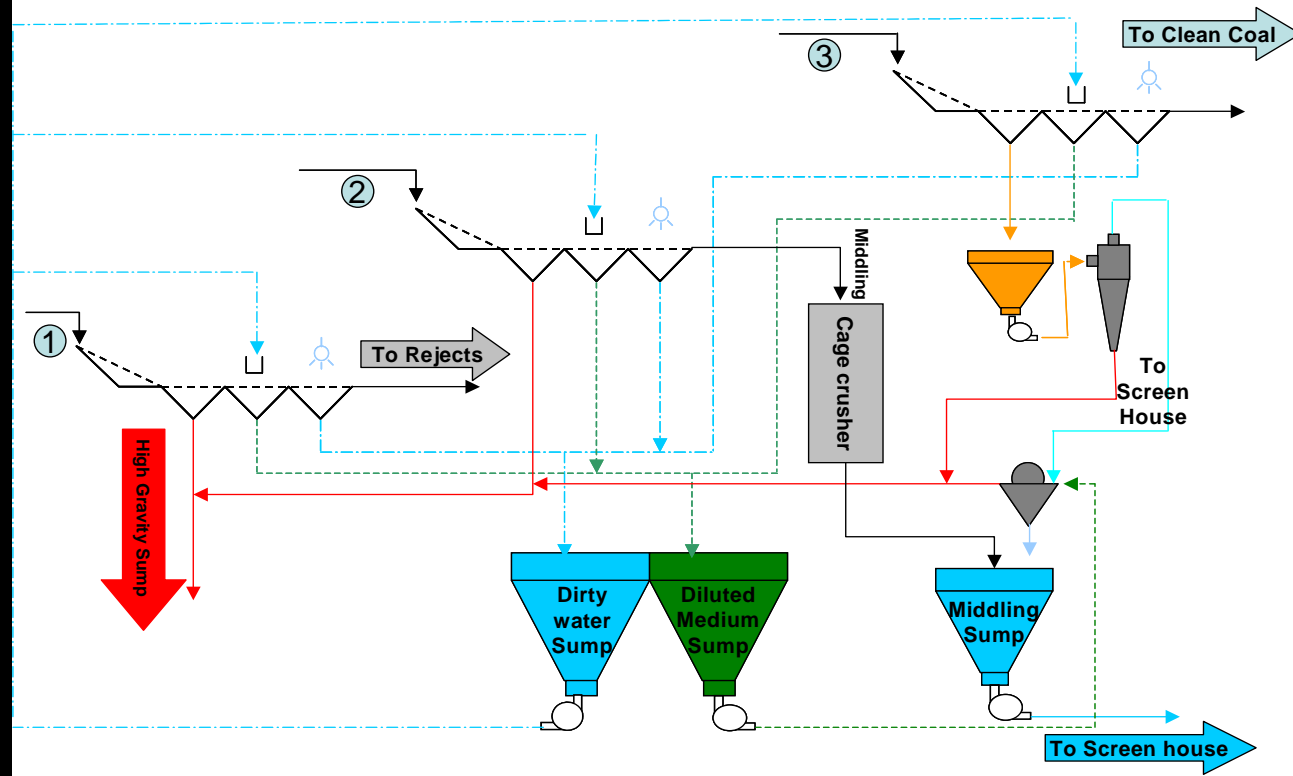 To Clean Coal
3
2
Middling
1
To Rejects
Cage crusher
To
Screen
House
High Gravity Sump
Dirty
water
Sump
Diluted
Medium
Sump
Middling
Sump
To Screen house